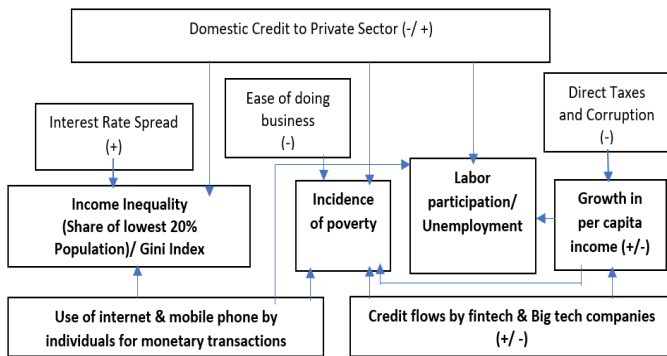 Domestic Credit to Private Sector (-/ +)
Ease of doing
business
(-)
Direct Taxes
and Corruption
(-)
Interest Rate Spread
(+)
Income Inequality
(Share of lowest 20%
Population)/ Gini Index
Incidence
of poverty
Labor
participation/
Unemployment
Growth in
per capita
income (+/-)
Use of internet & mobile phone by
individuals for monetary transactions
Credit flows by fintech & Big tech companies
(+/ -)